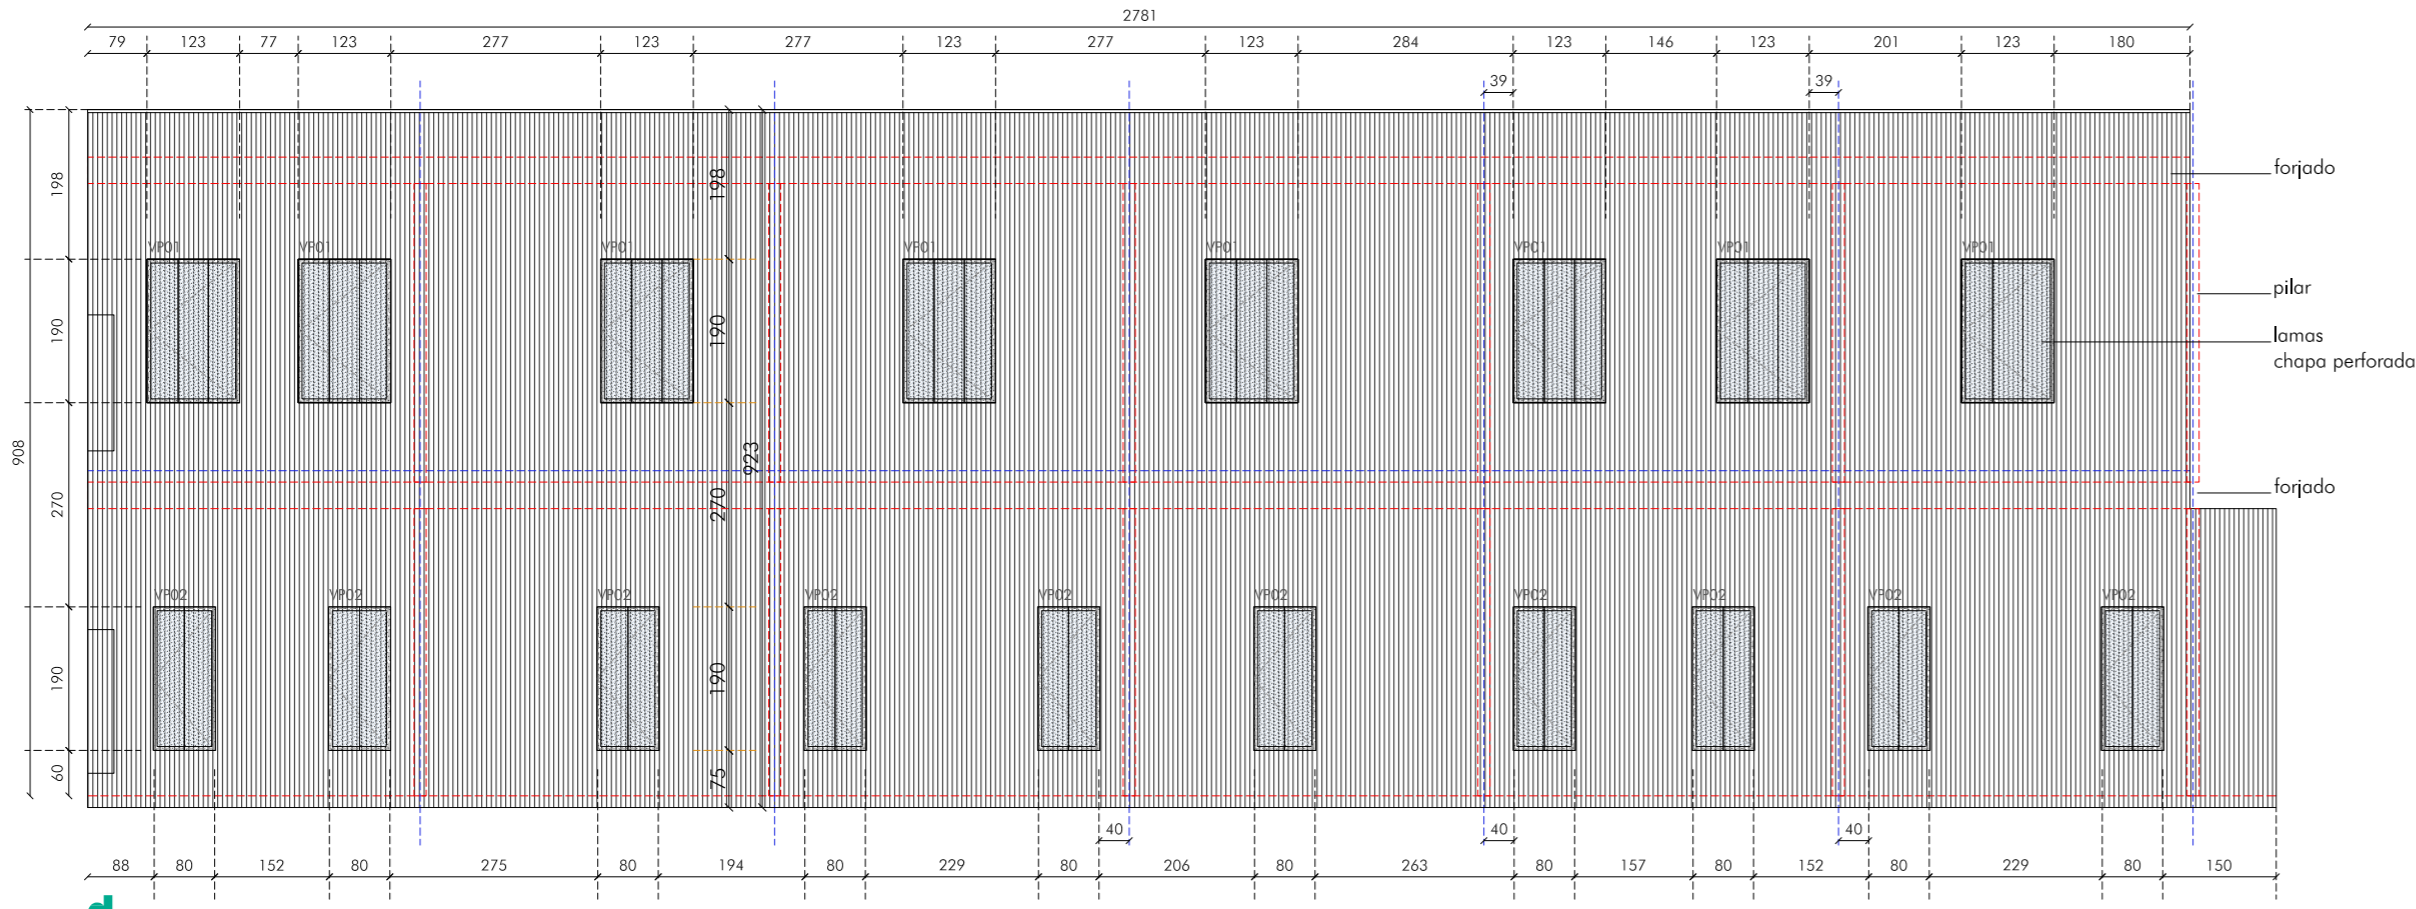 2781
79 123 77 123 277 123 277 123 277 123 284 123 146 123 201 123 180
39 39
forjado
198 198
VP01 VP01 VP01 VP01 VP01 VP01 VP01 VP01
pilar
190 190
lamas
chapa perforada
908 923
270 270
forjado
VP02 VP02 VP02 VP02 VP02 VP02 VP02 VP02 VP02 VP02
190 190
60 75
40 40 40
88 80 152 80 275 80 194 80 229 80 206 80 263 80 157 80 152 80 229 80 150
d